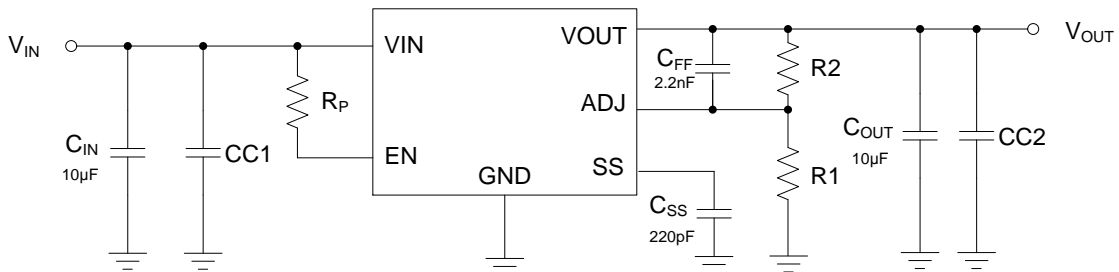 VIN
VIN
VOUT
VOUT
CFF
2.2nF
R2
RP
ADJ
CIN
10µF
CC1
EN
GND
SS
R1
COUT
10µF
CC2
CSS
220pF